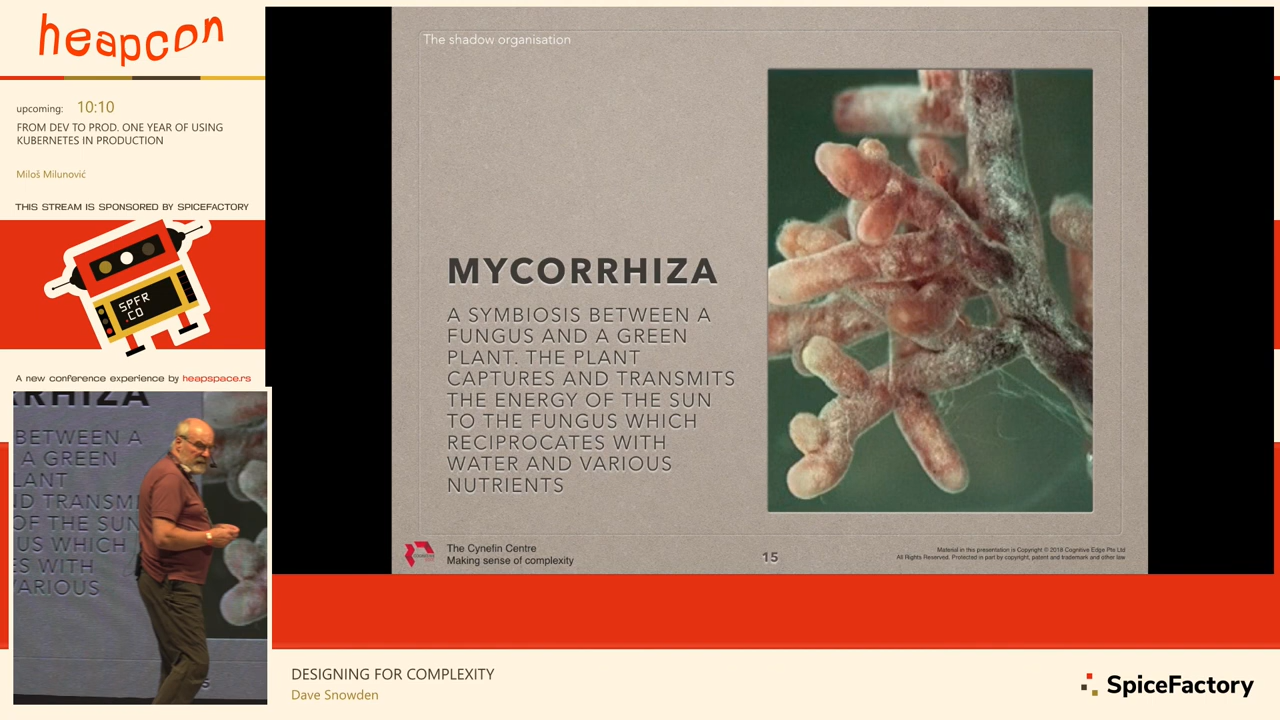 heapcon
upcoming: 10:10
FROM DEV TO PROD. ONE YEAR OF USING
KUBERNETES IN PRODUCTION
Miloš Milunović
THIS STREAM IS SPONSORED BY SPICEFACTORY
SPFR
.CO
A new conference experience by heapspace.rs
RRHIZA
BETWEEN A
A GREEN
LANT
ND TRANSMI
OF THE SUN
US WHICH
ES WITH
VARIOUS
The shadow organisation
MYCORRHIZA
A SYMBIOSIS BETWEEN A
FUNGUS AND A GREEN
PLANT. THE PLANT
CAPTURES AND TRANSMITS
THE ENERGY OF THE SUN
TO THE FUNGUS WHICH
RECIPROCATES WITH
WATER AND VARIOUS
NUTRIENTS
The Cynefin Centre
Making sense of complexity
15
Material in this presentation is Copyright © 2018 Cognitive Edge Pte Ltd
All Rights Reserved. Protected in part by copyright, patent and trademark and other law
DESIGNING FOR COMPLEXITY
Dave Snowden
SpiceFactory